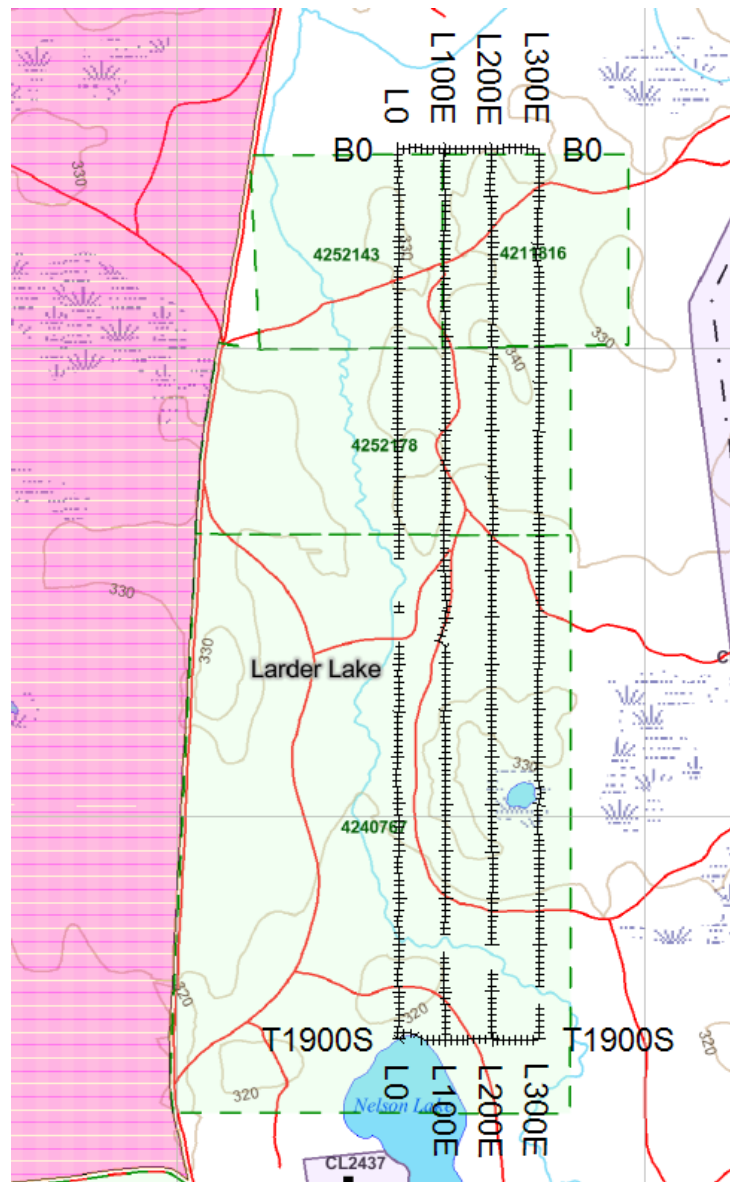 L0
L100E
L200E
L300E
B0
B0
330
4252143
330
4211816
330
340
4252178
330
330
Larder Lake
330
4240767
320
320
T1900S
T1900S
320
320
L0
L100E
L200E
L300E
Nelson Lake
CL2437